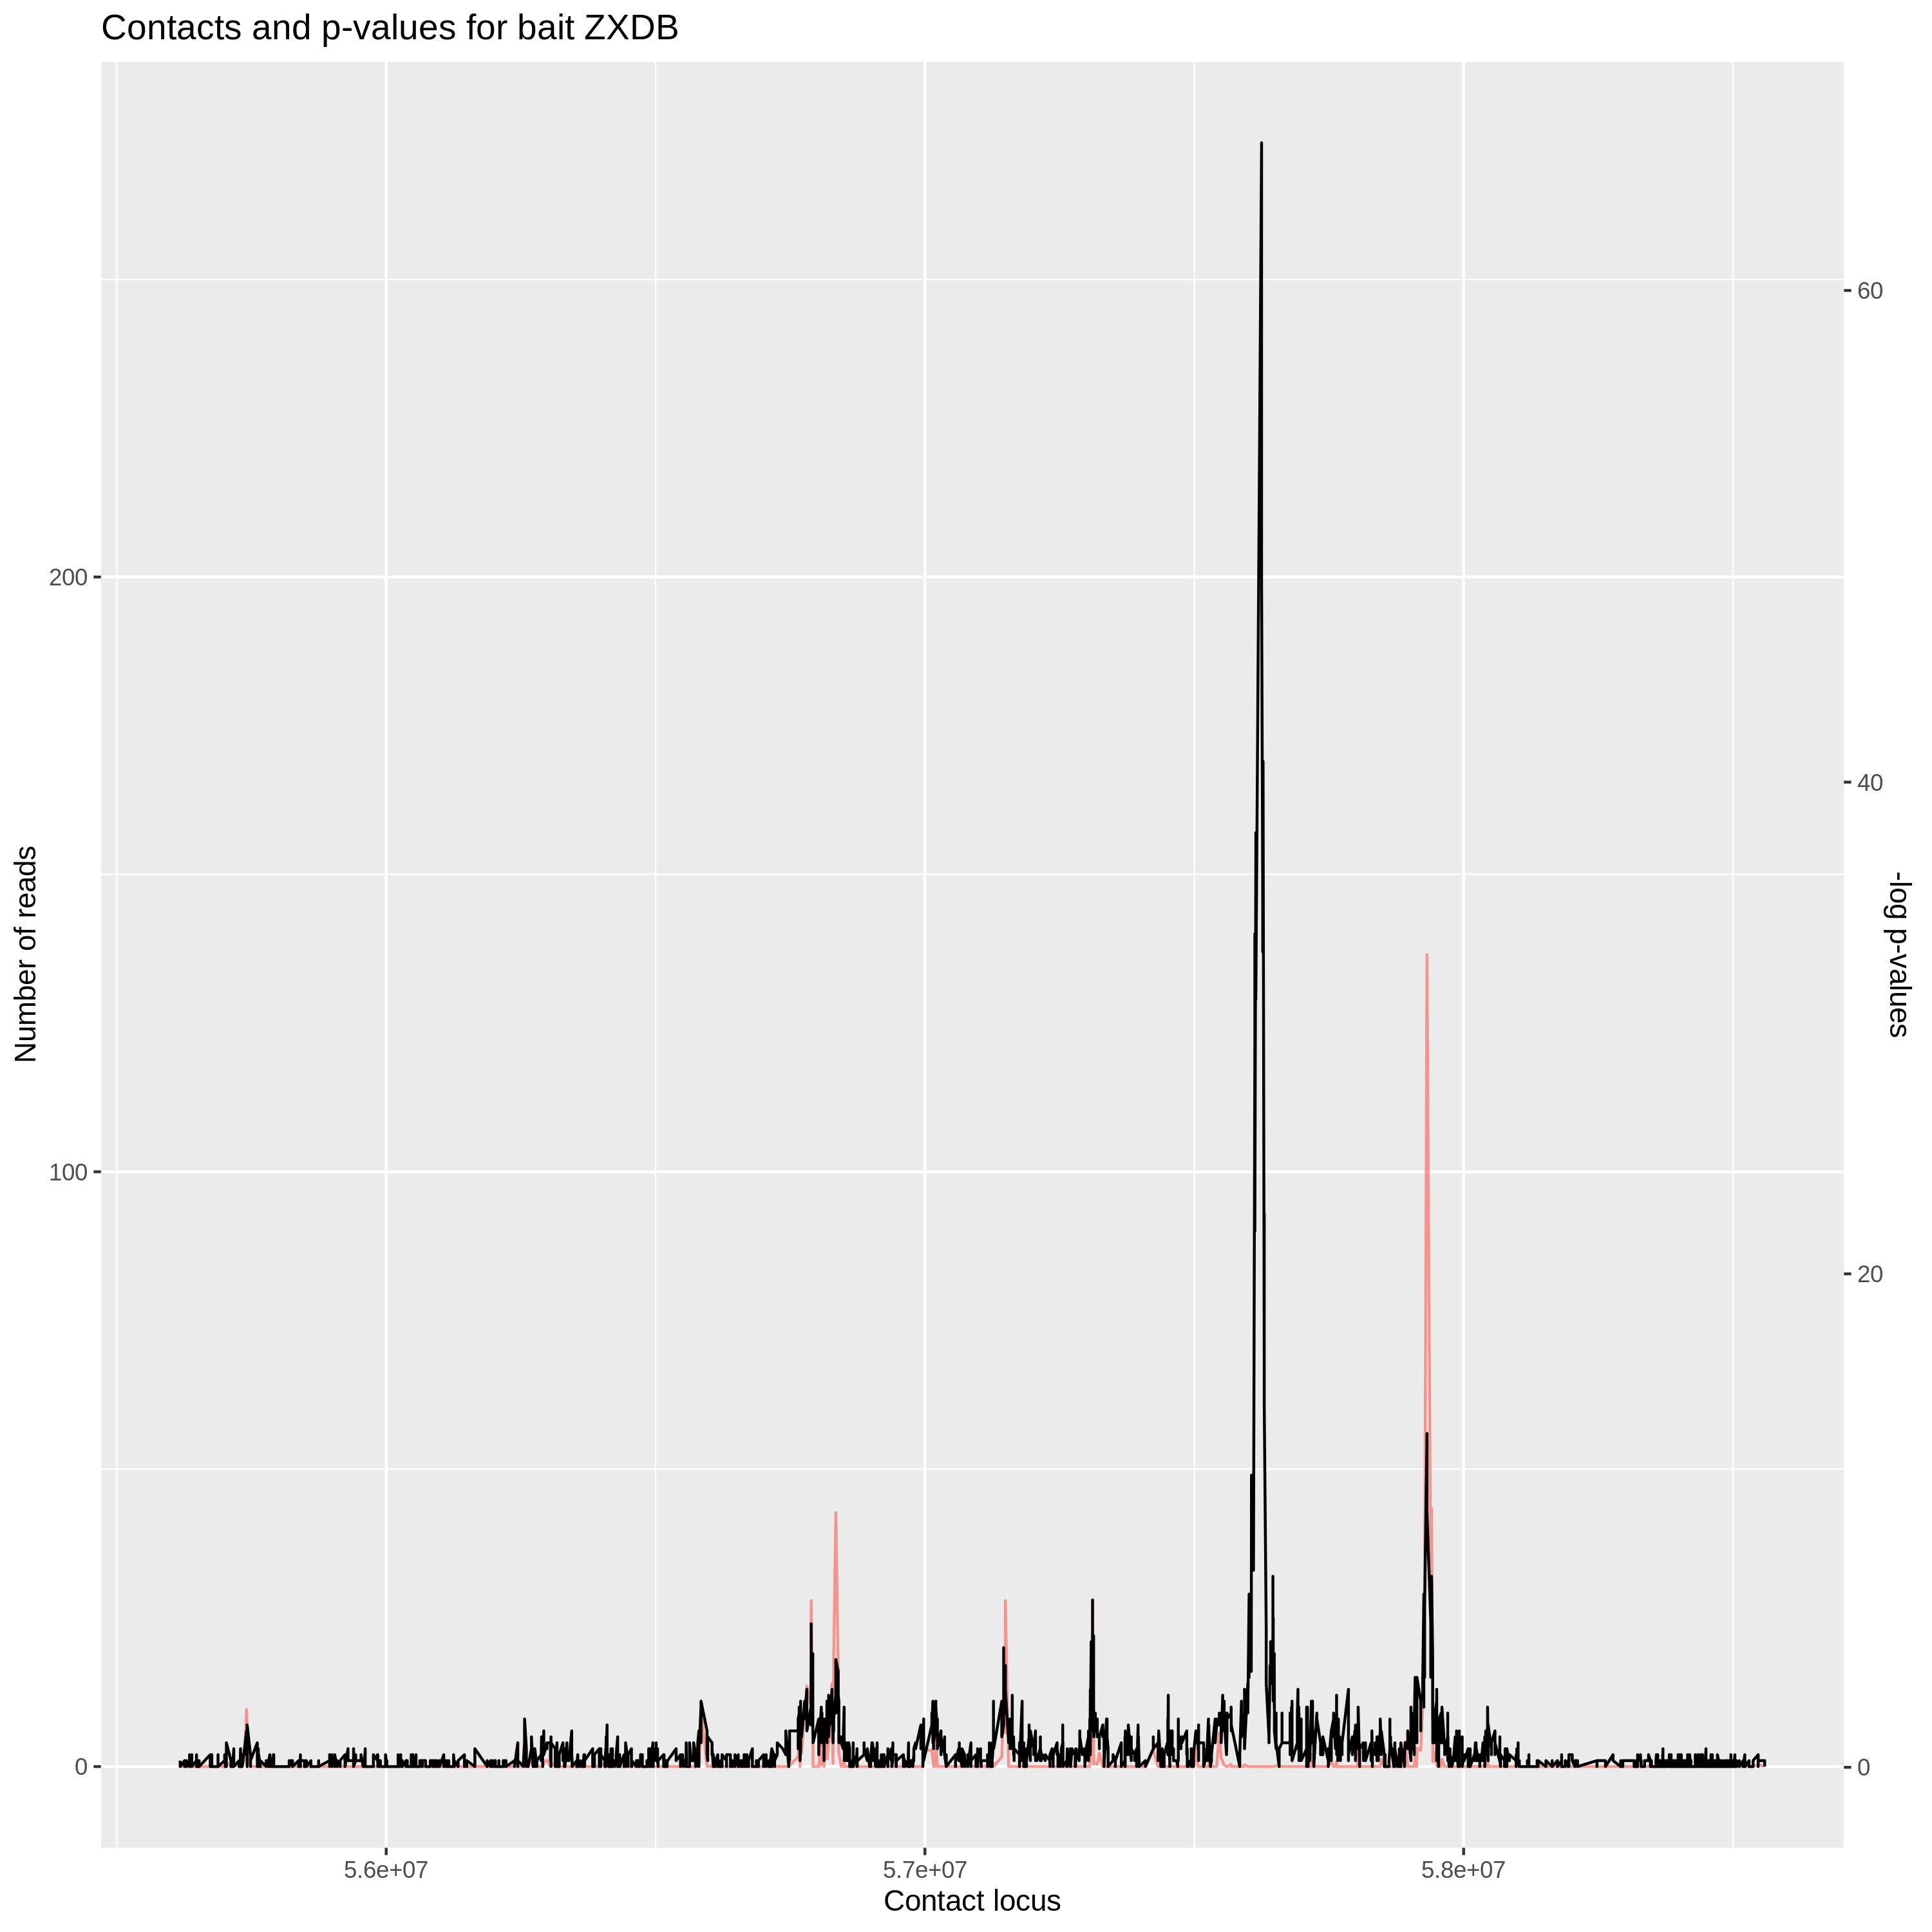 Contacts and p-values for bait ZXDB
Number of reads
200
100
0
60
40
20
0
-log p-values
5.6e+07
5.7e+07
5.8e+07
Contact locus